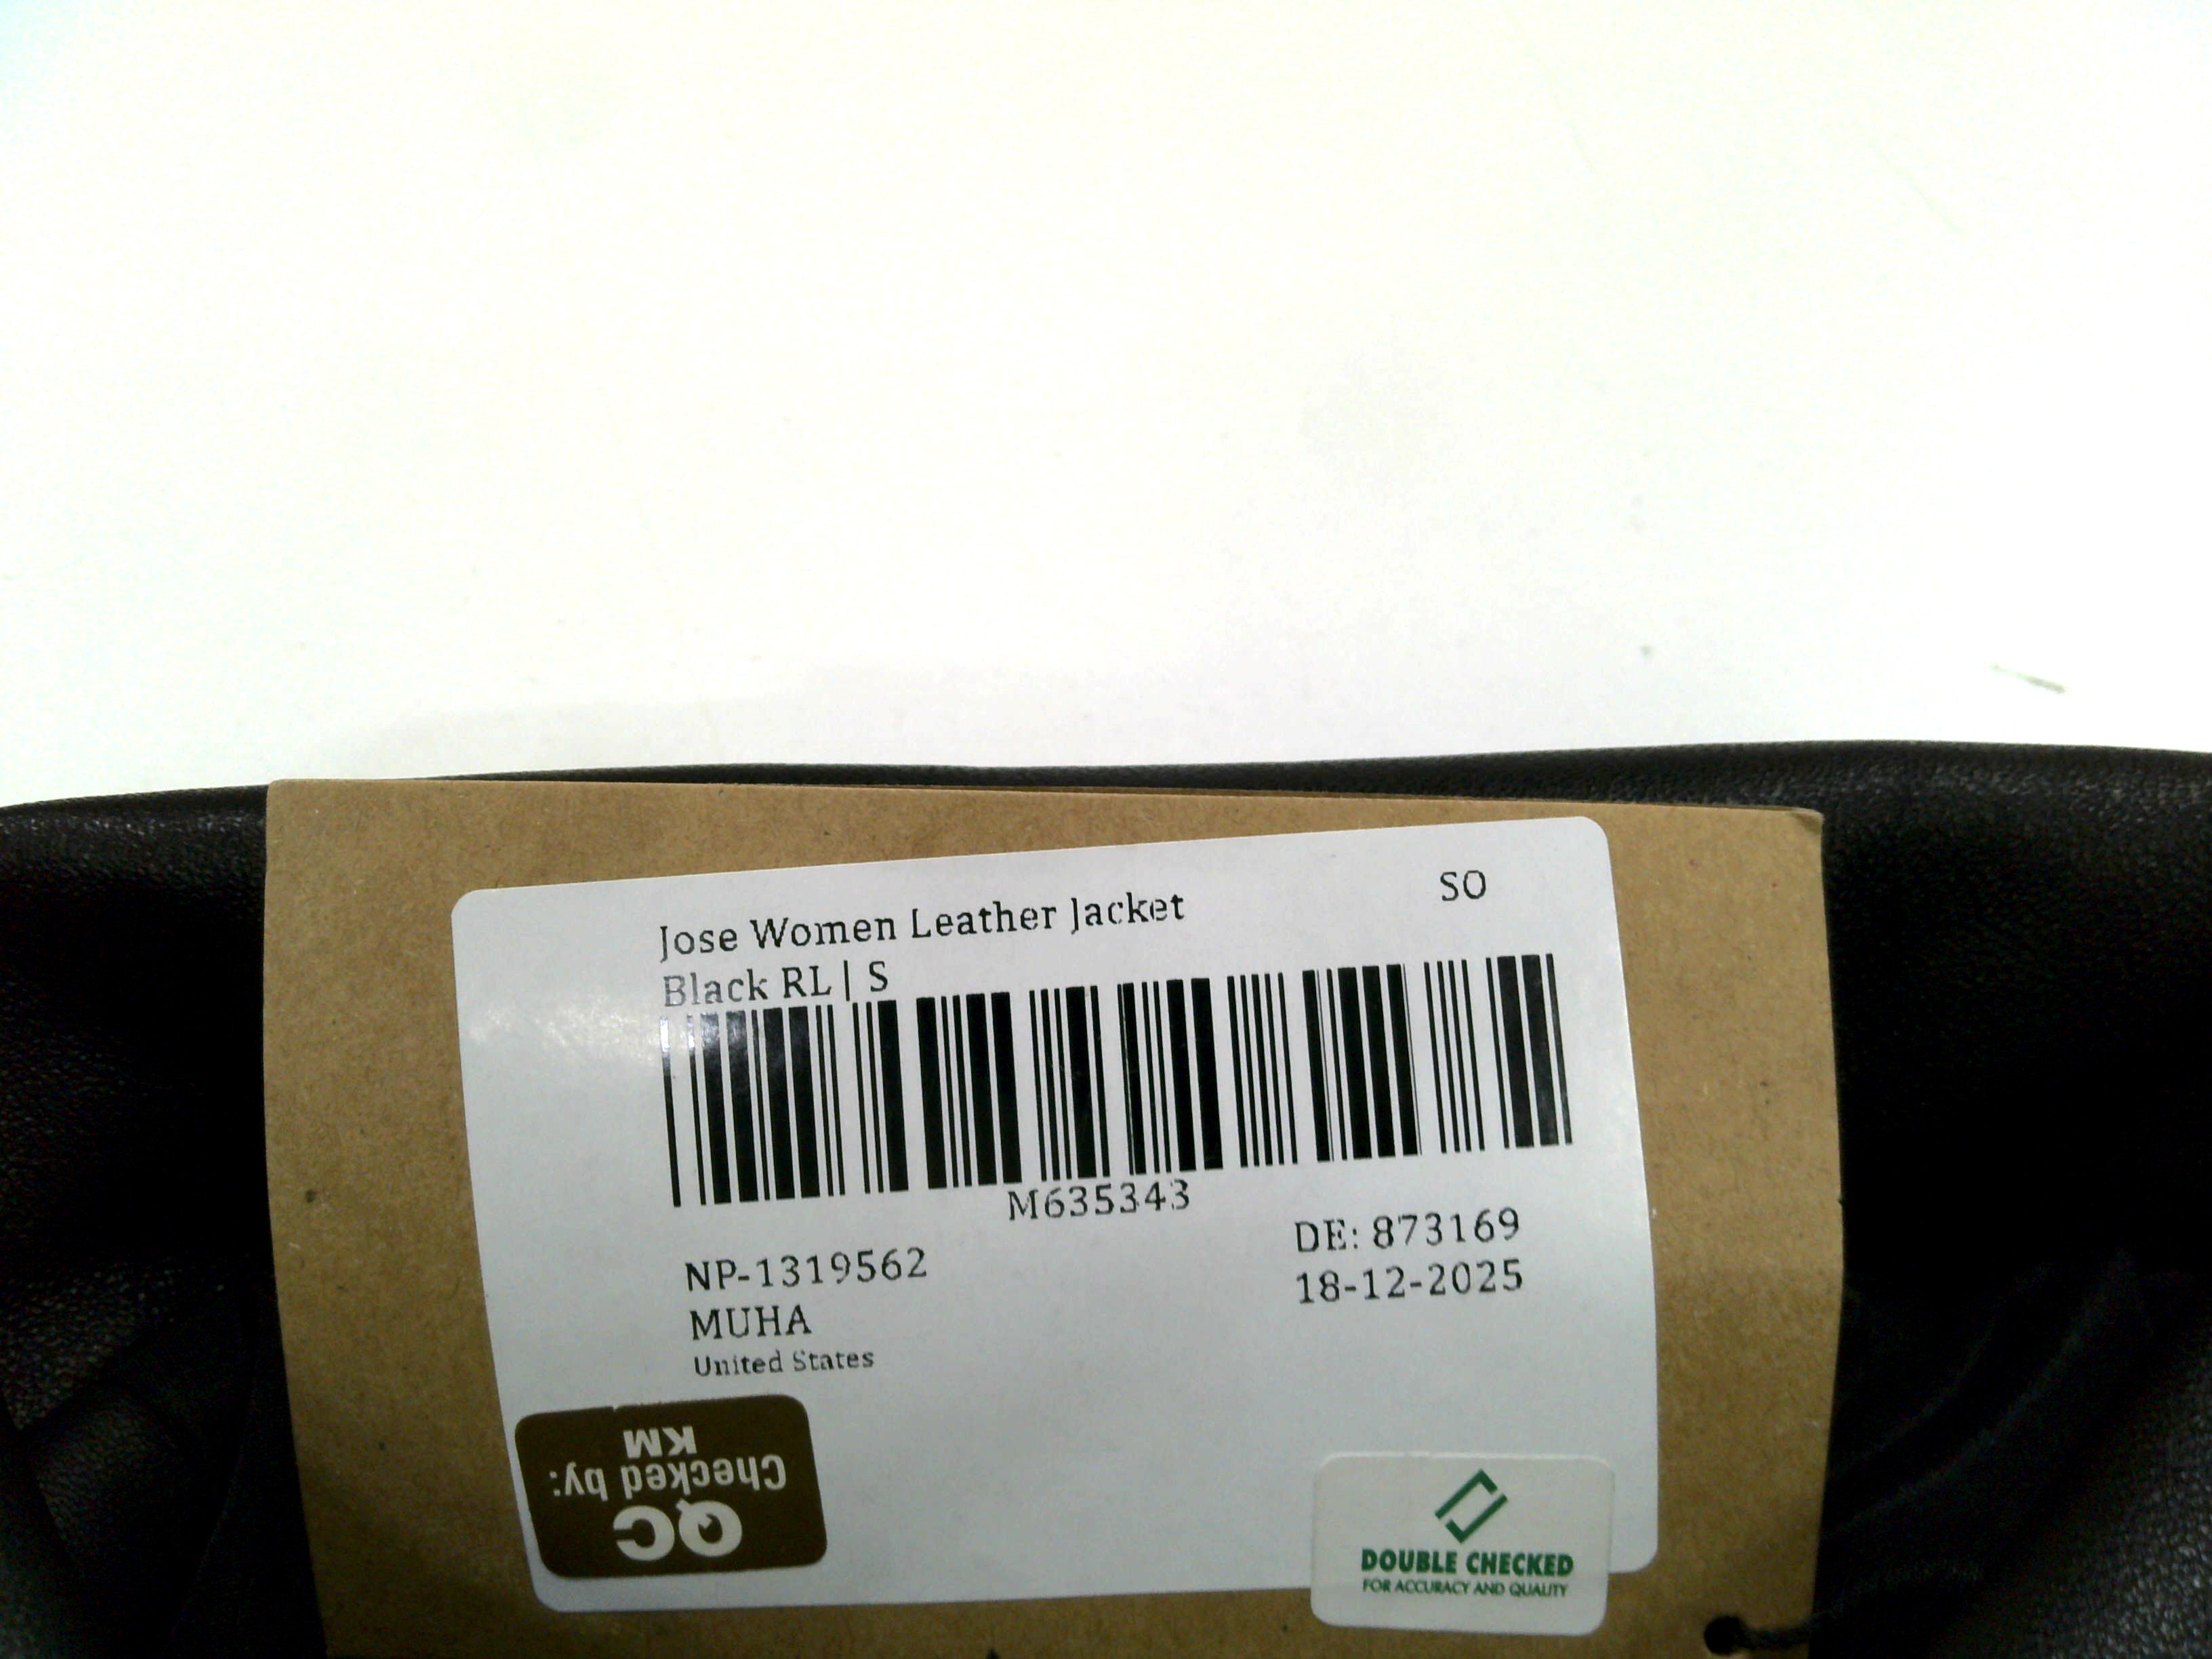 Jose Women Leather Jacket
SO
Black RL | S
M635343
NP-1319562
DE: 873169
MUHA
18-12-2025
United States
QC
Checked by:
KM
DOUBLE CHECKED
FOR ACCURACY AND QUALITY